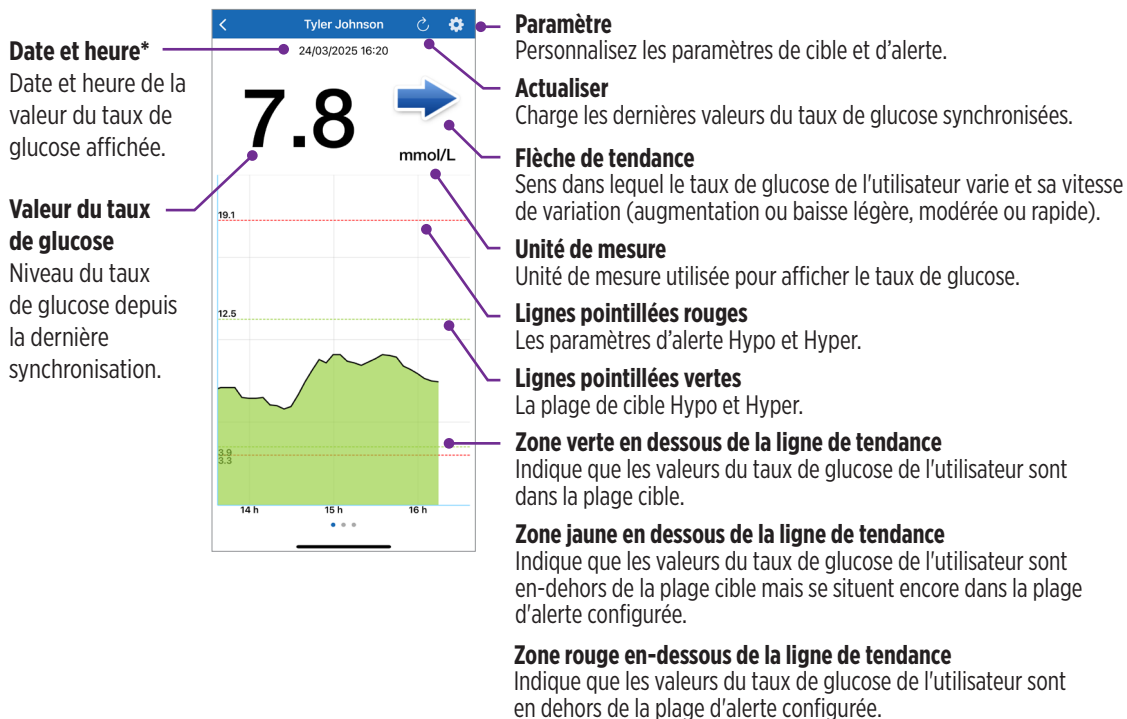 Date et heure*
Date et heure de la
valeur du taux de
glucose affichée.
Valeur du taux
de glucose
Niveau du taux
de glucose depuis
la dernière
synchronisation.
Tyler Johnson
24/03/2025 16:20
7.8
mmol/L
19.1
12.5
3.9
3.3
14 h
15 h
16 h
Paramètre
Personnalisez les paramètres de cible et d’alerte.
Actualiser
Charge les dernières valeurs du taux de glucose synchronisées.
Flèche de tendance
Sens dans lequel le taux de glucose de l'utilisateur varie et sa vitesse
de variation (augmentation ou baisse légère, modérée ou rapide).
Unité de mesure
Unité de mesure utilisée pour afficher le taux de glucose.
Lignes pointillées rouges
Les paramètres d’alerte Hypo et Hyper.
Lignes pointillées vertes
La plage de cible Hypo et Hyper.
Zone verte en dessous de la ligne de tendance
Indique que les valeurs du taux de glucose de l'utilisateur sont
dans la plage cible.
Zone jaune en dessous de la ligne de tendance
Indique que les valeurs du taux de glucose de l'utilisateur sont
en-dehors de la plage cible mais se situent encore dans la plage
d'alerte configurée.
Zone rouge en-dessous de la ligne de tendance
Indique que les valeurs du taux de glucose de l'utilisateur sont
en dehors de la plage d'alerte configurée.